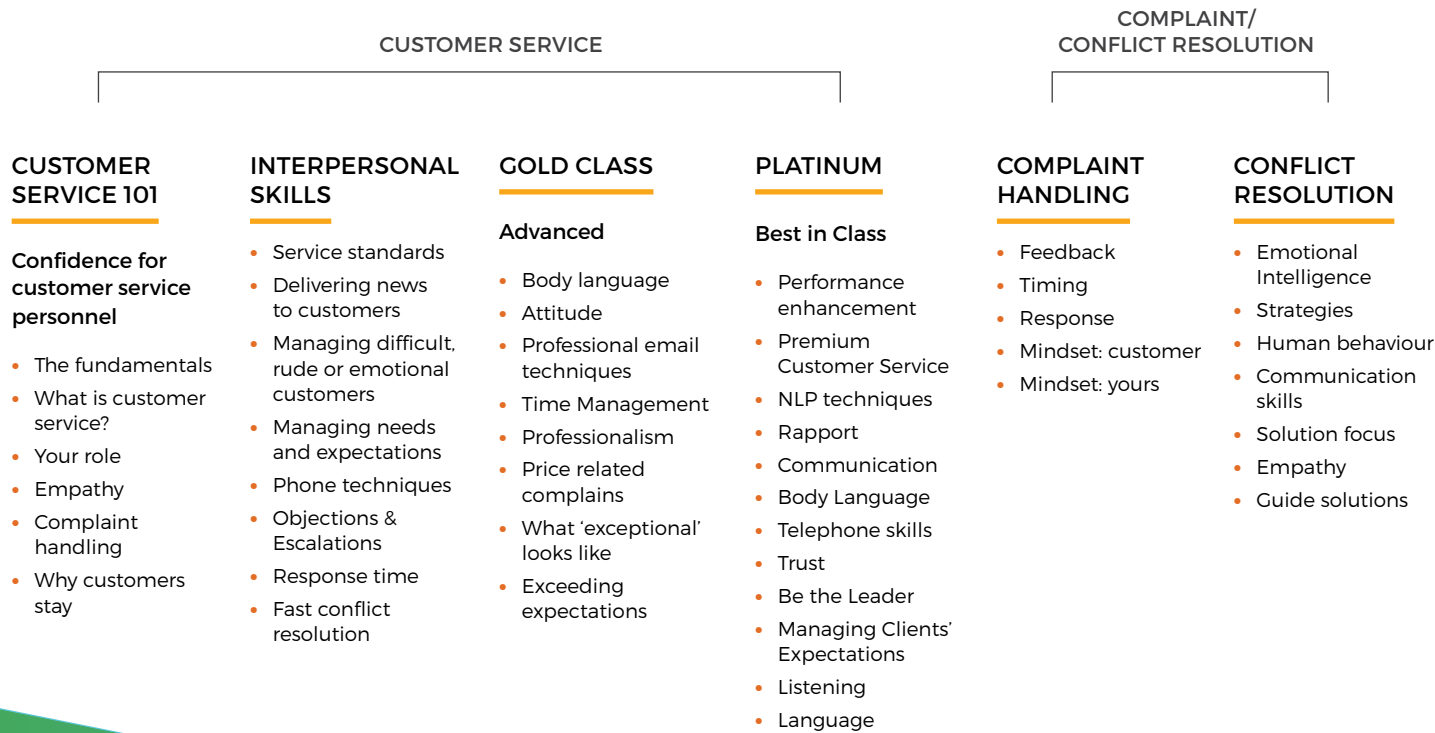 CUSTOMER SERVICE
COMPLAINT/
CONFLICT RESOLUTION
CUSTOMER
SERVICE 101
Confidence for
customer service
personnel
• The fundamentals
• What is customer
service?
• Your role
• Empathy
• Complaint
handling
• Why customers
stay
INTERPERSONAL
SKILLS
• Service standards
• Delivering news
to customers
• Managing difficult,
rude or emotional
customers
• Managing needs
and expectations
• Phone techniques
• Objections &
Escalations
• Response time
• Fast conflict
resolution
GOLD CLASS
Advanced
• Body language
• Attitude
• Professional email
techniques
• Time Management
• Professionalism
• Price related
complains
• What ‘exceptional’
looks like
• Exceeding
expectations
PLATINUM
Best in Class
• Performance
enhancement
• Premium
Customer Service
• NLP techniques
• Rapport
• Communication
• Body Language
• Telephone skills
• Trust
• Be the Leader
• Managing Clients’
Expectations
• Listening
• Language
COMPLAINT
HANDLING
• Feedback
• Timing
• Response
• Mindset: customer
• Mindset: yours
CONFLICT
RESOLUTION
• Emotional
Intelligence
• Strategies
• Human behaviour
• Communication
skills
• Solution focus
• Empathy
• Guide solutions